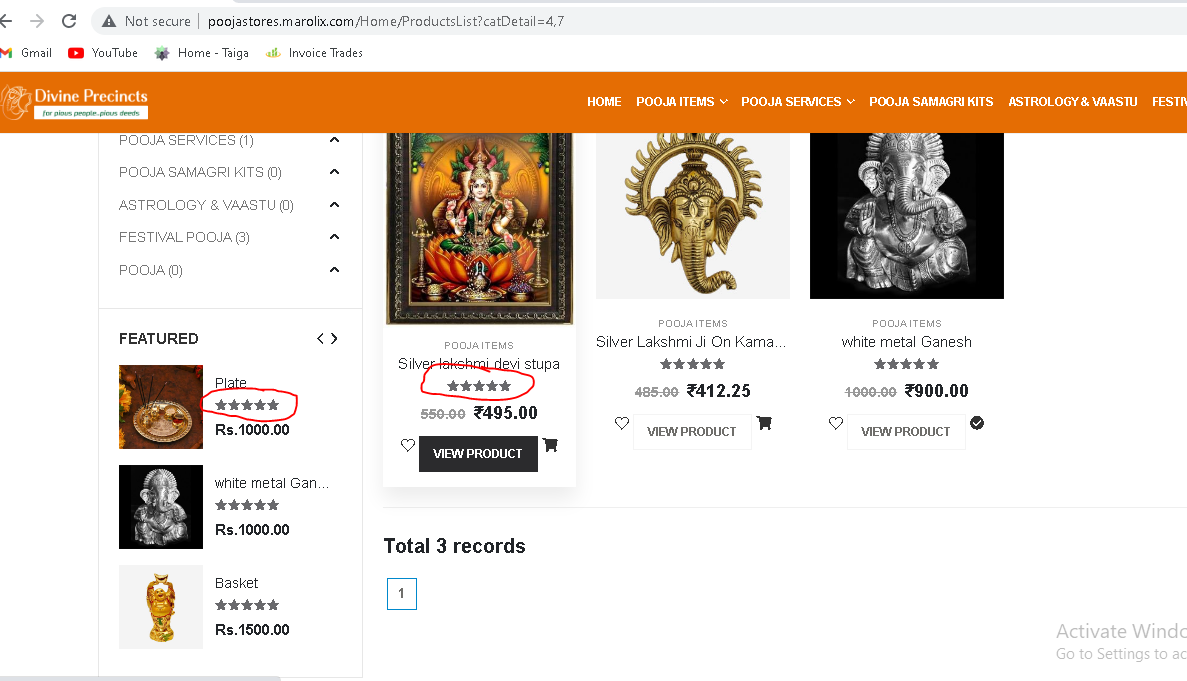 Not secure | poojastores.marolix.com/Home/ProductsList?catDetail=4,7
Gmail YouTube Home - Taiga Invoice Trades
Divine Precincts
for pious people..pious deeds
HOME POOJA ITEMS POOJA SERVICES POOJA SAMAGRI KITS ASTROLOGY & VAASTU FESTIV
POOJA SERVICES (1)
POOJA SAMAGRI KITS (0)
ASTROLOGY & VAASTU (0)
FESTIVAL POOJA (3)
POOJA (0)
FEATURED
Plate
Rs.1000.00
white metal Gan...
Rs.1000.00
Basket
Rs.1500.00
POOJA ITEMS
Silver lakshmi devi stupa
550.00 ₹495.00
VIEW PRODUCT
POOJA ITEMS
Silver Lakshmi Ji On Kama...
485.00 ₹412.25
VIEW PRODUCT
POOJA ITEMS
white metal Ganesh
1000.00 ₹900.00
VIEW PRODUCT
Total 3 records
1
Activate Windo
Go to Settings to ac